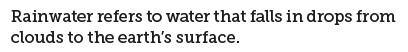 Rainwater refers to water that falls in drops from
clouds to the earth’s surface.